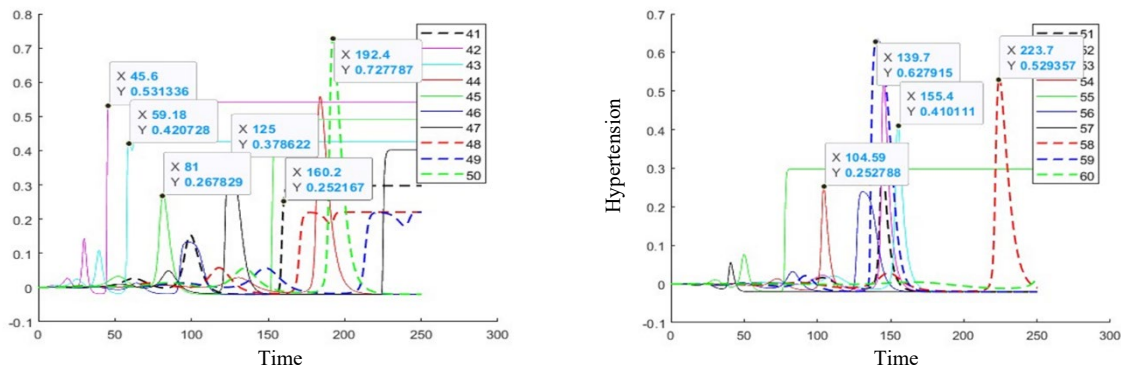 0.8
0.7
0.6
0.5
0.4
0.3
0.2
0.1
0
-0.1
0
50
100
150
200
250
300
Time
X 45.6
Y 0.531336
X 59.18
Y 0.420728
X 81
Y 0.267829
X 125
Y 0.378622
X 160.2
Y 0.252167
X 192.4
Y 0.727787
41
42
43
44
45
46
47
48
49
50
Hypertension
0.7
0.6
0.5
0.4
0.3
0.2
0.1
0
-0.1
0
50
100
150
200
250
300
Time
X 104.59
Y 0.252788
X 139.7
Y 0.627915
X 155.4
Y 0.410111
X 223.7
Y 0.529357
51
52
53
54
55
56
57
58
59
60